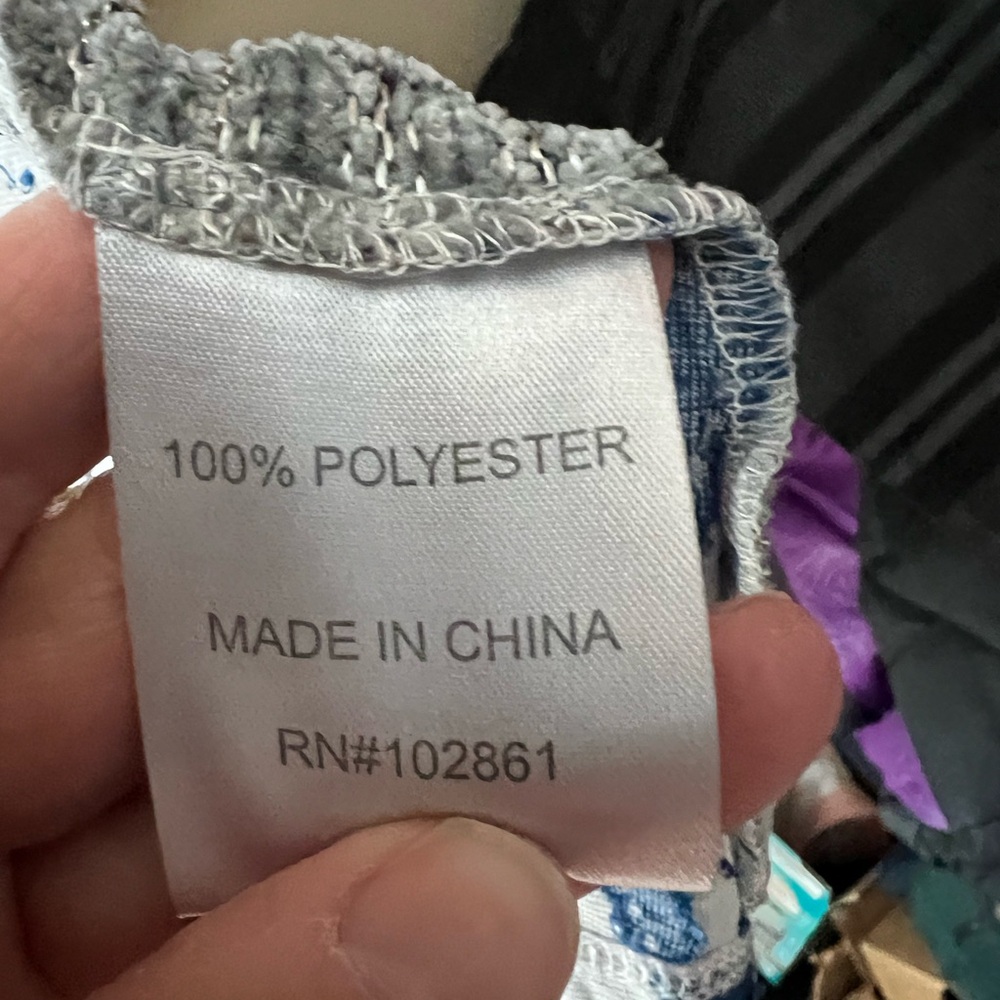 100% POLYESTER
MADE IN CHINA
RN#102861